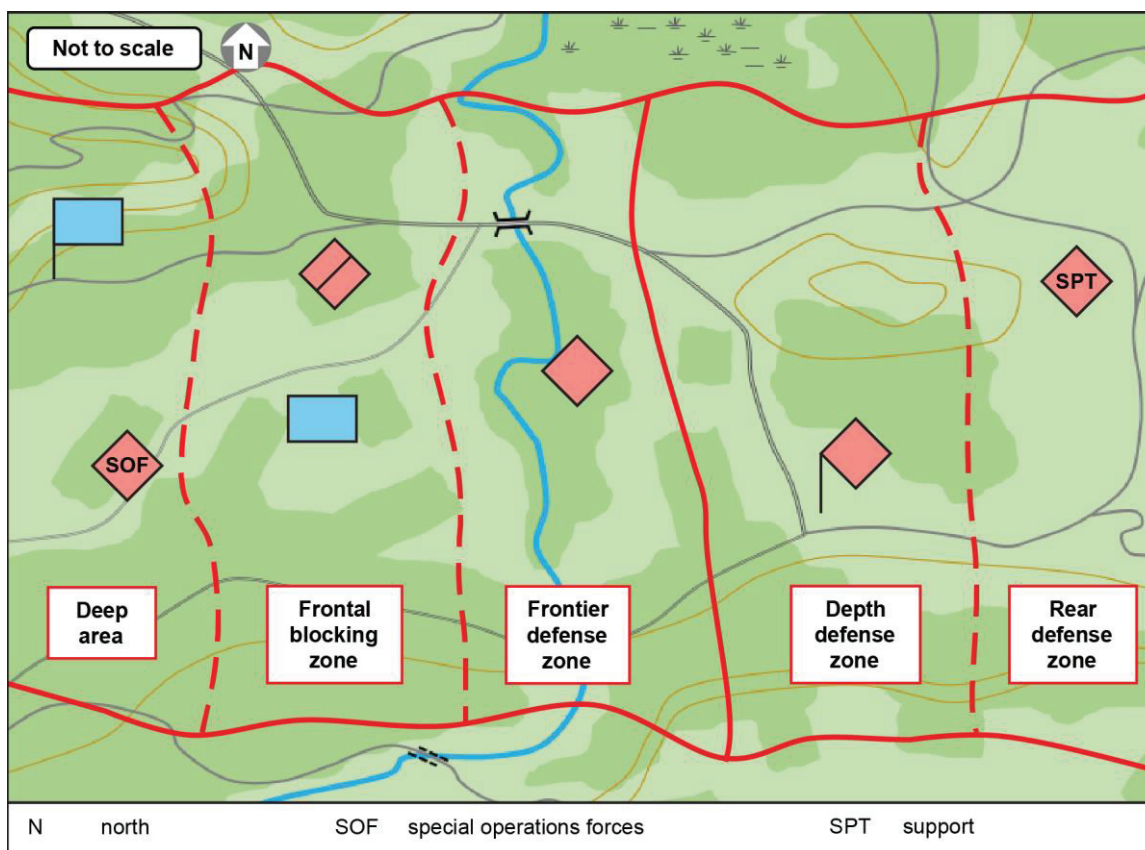 Not to scale
N
SPT
SOF
Deep
area
Frontal
blocking
zone
Frontier
defense
zone
Depth
defense
zone
Rear
defense
zone
N north SOF special operations forces SPT support